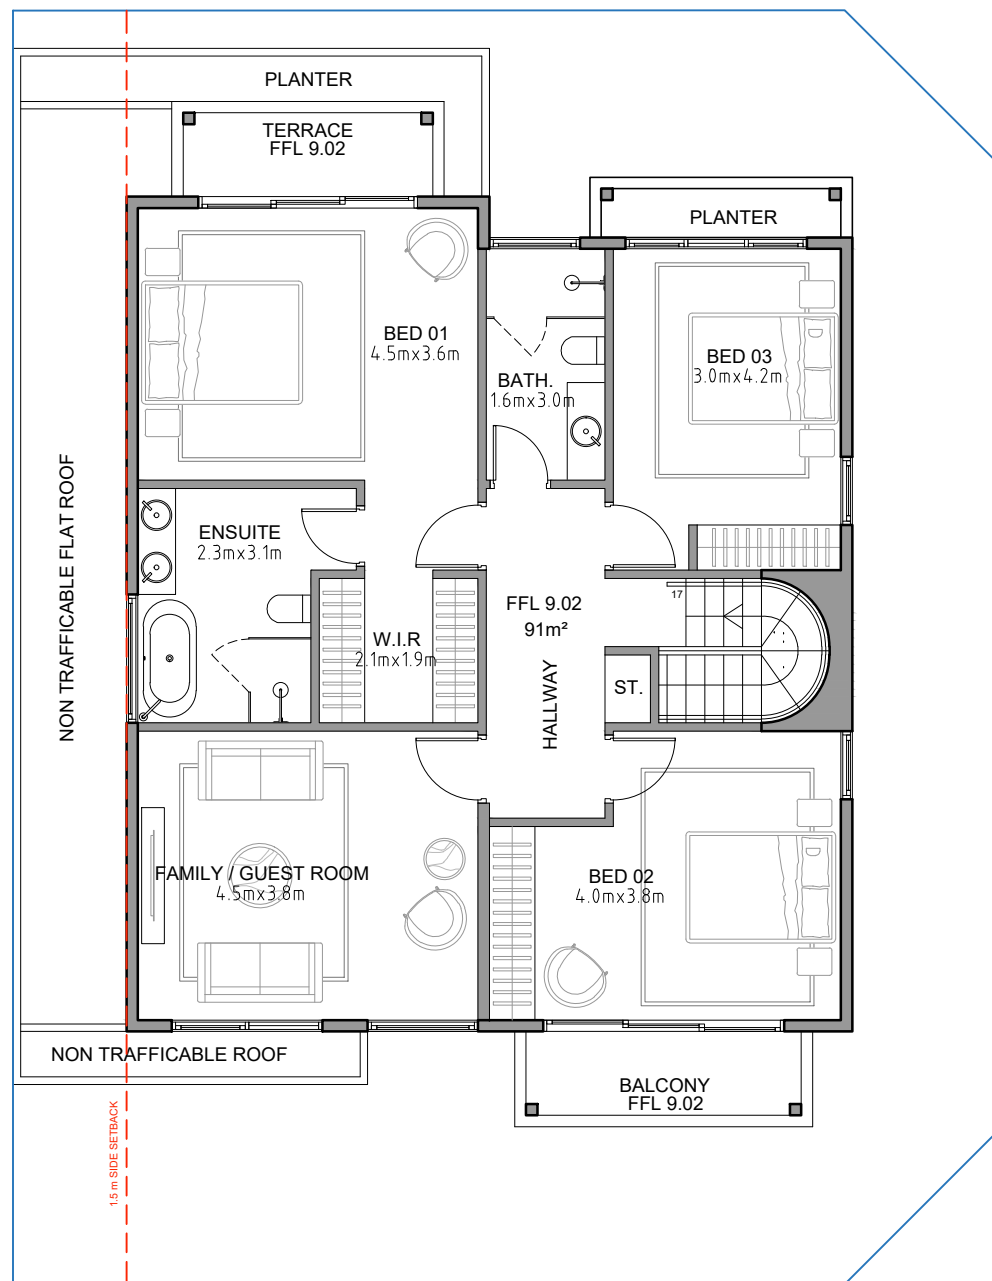 PLANTER
TERRACE
FFL 9.02
PLANTER
BED 01
4.5mx3.6m
BED 03
3.0mx4.2m
BATH.
1.6mx3.0m
NON TRAFFICABLE FLAT ROOF
ENSUITE
2.3mx3.1m
17
FFL 9.02
91m²
W.I.R
2.1mx1.9m
ST.
HALLWAY
FAMILY / GUEST ROOM
4.5mx3.8m
BED 02
4.0mx3.8m
NON TRAFFICABLE ROOF
BALCONY
FFL 9.02
1.5 m SIDE SETBACK